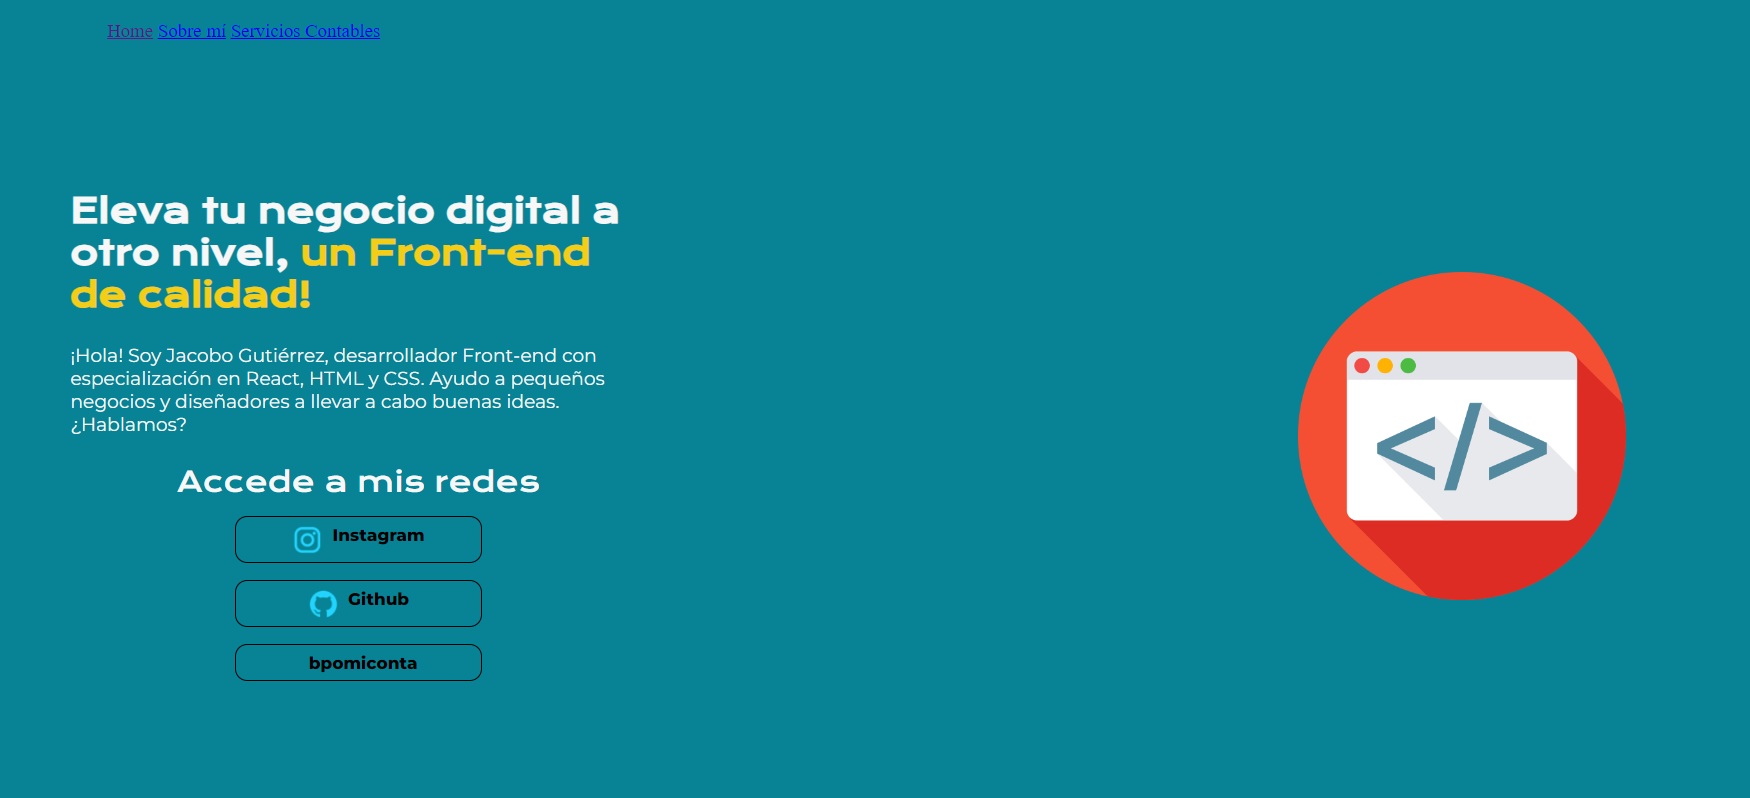 Home Sobre mí Servicios Contables
Eleva tu negocio digital a
otro nivel, un Front-end
de calidad!
¡Hola! Soy Jacobo Gutiérrez, desarrollador Front-end con
especialización en React, HTML y CSS. Ayudo a pequeños
negocios y diseñadores a llevar a cabo buenas ideas.
¿Hablamos?
Accede a mis redes
Instagram
Github
bpomiconta
</>